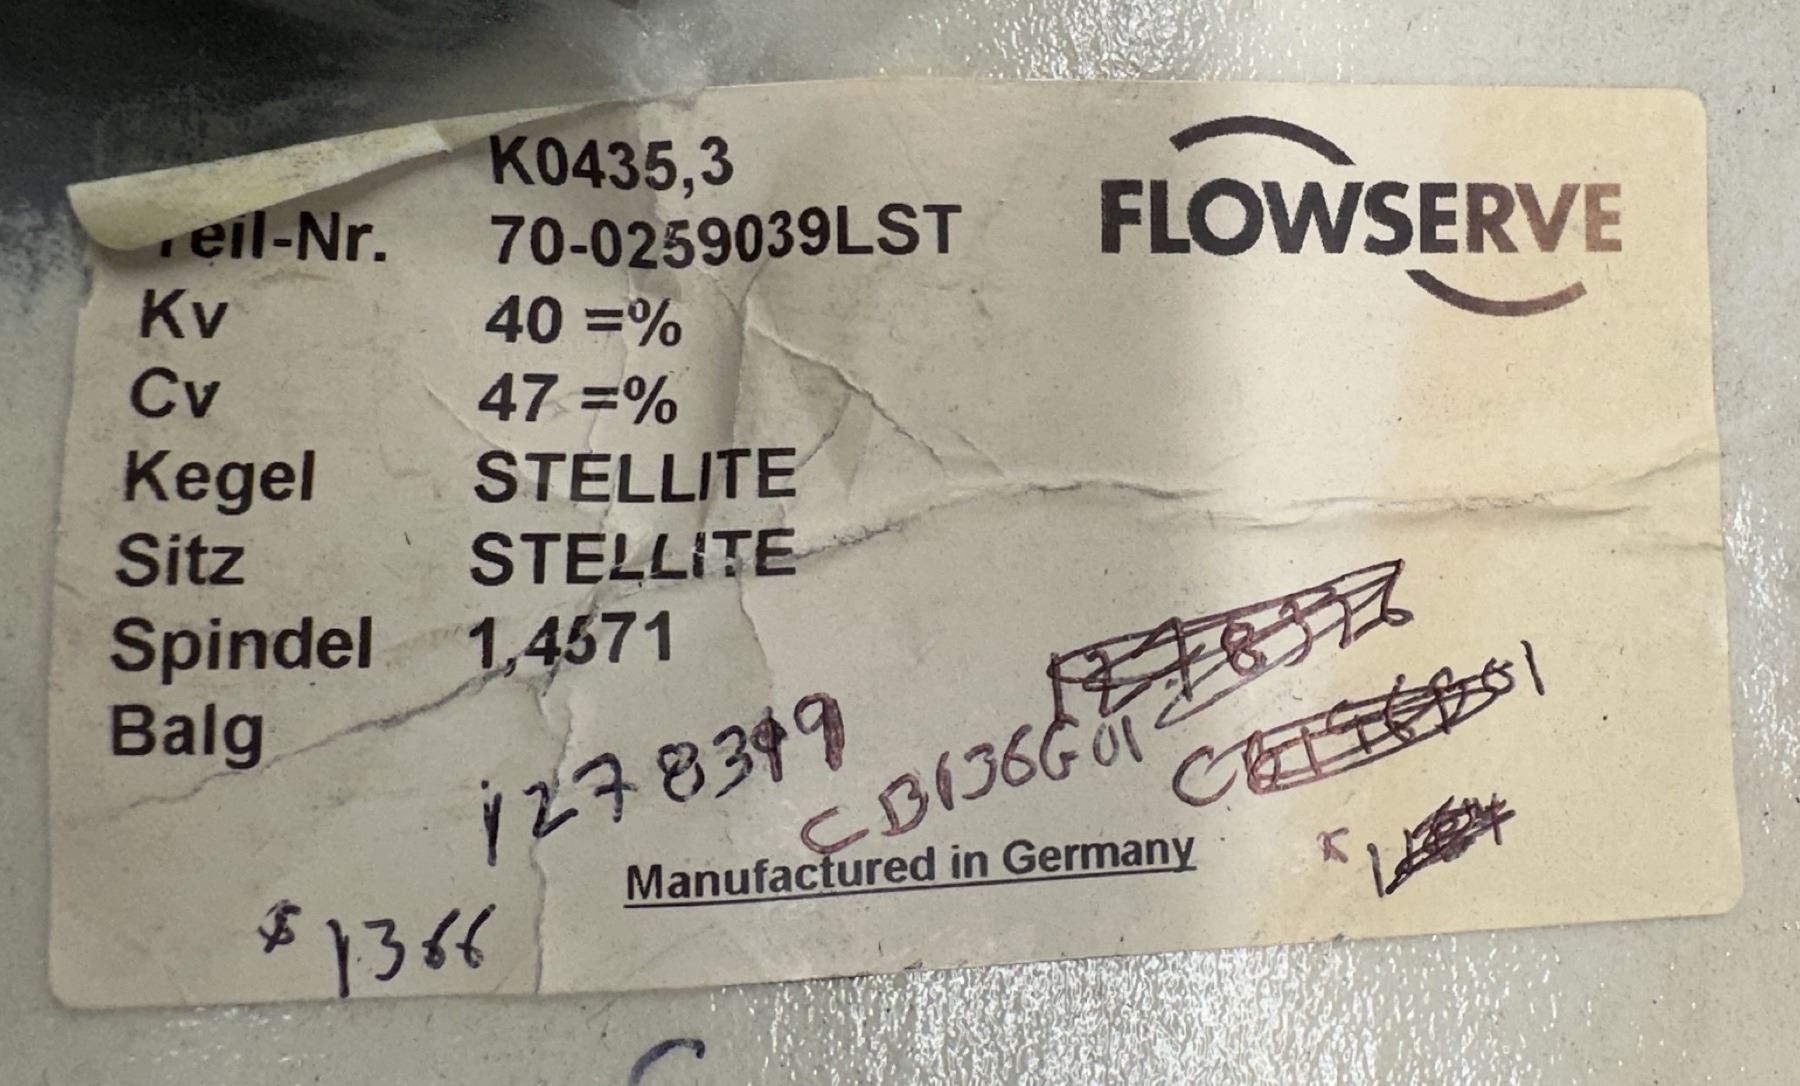 K0435,3
FLOWSERVE
Teil-Nr. 70-0259039LST
Kv 40 =%
Cv 47 =%
Kegel STELLITE
Sitz STELLITE
Spindel 1,4571
Balg
1278376
12783
CB136G01
Manufactured in Germany
$ 1366